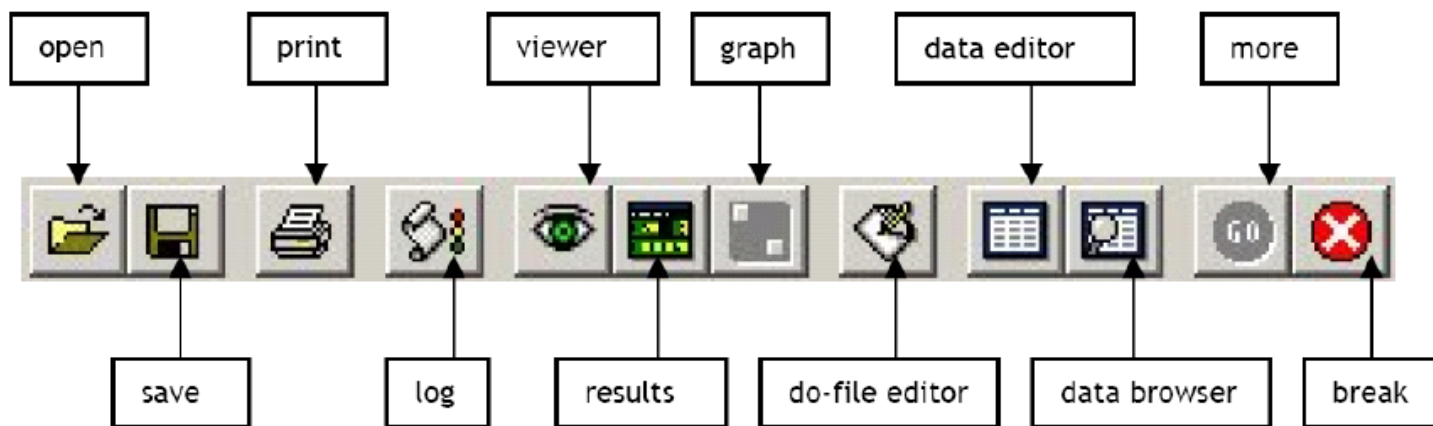 open
print
viewer
graph
data editor
more
GO
save
log
results
do-file editor
data browser
break